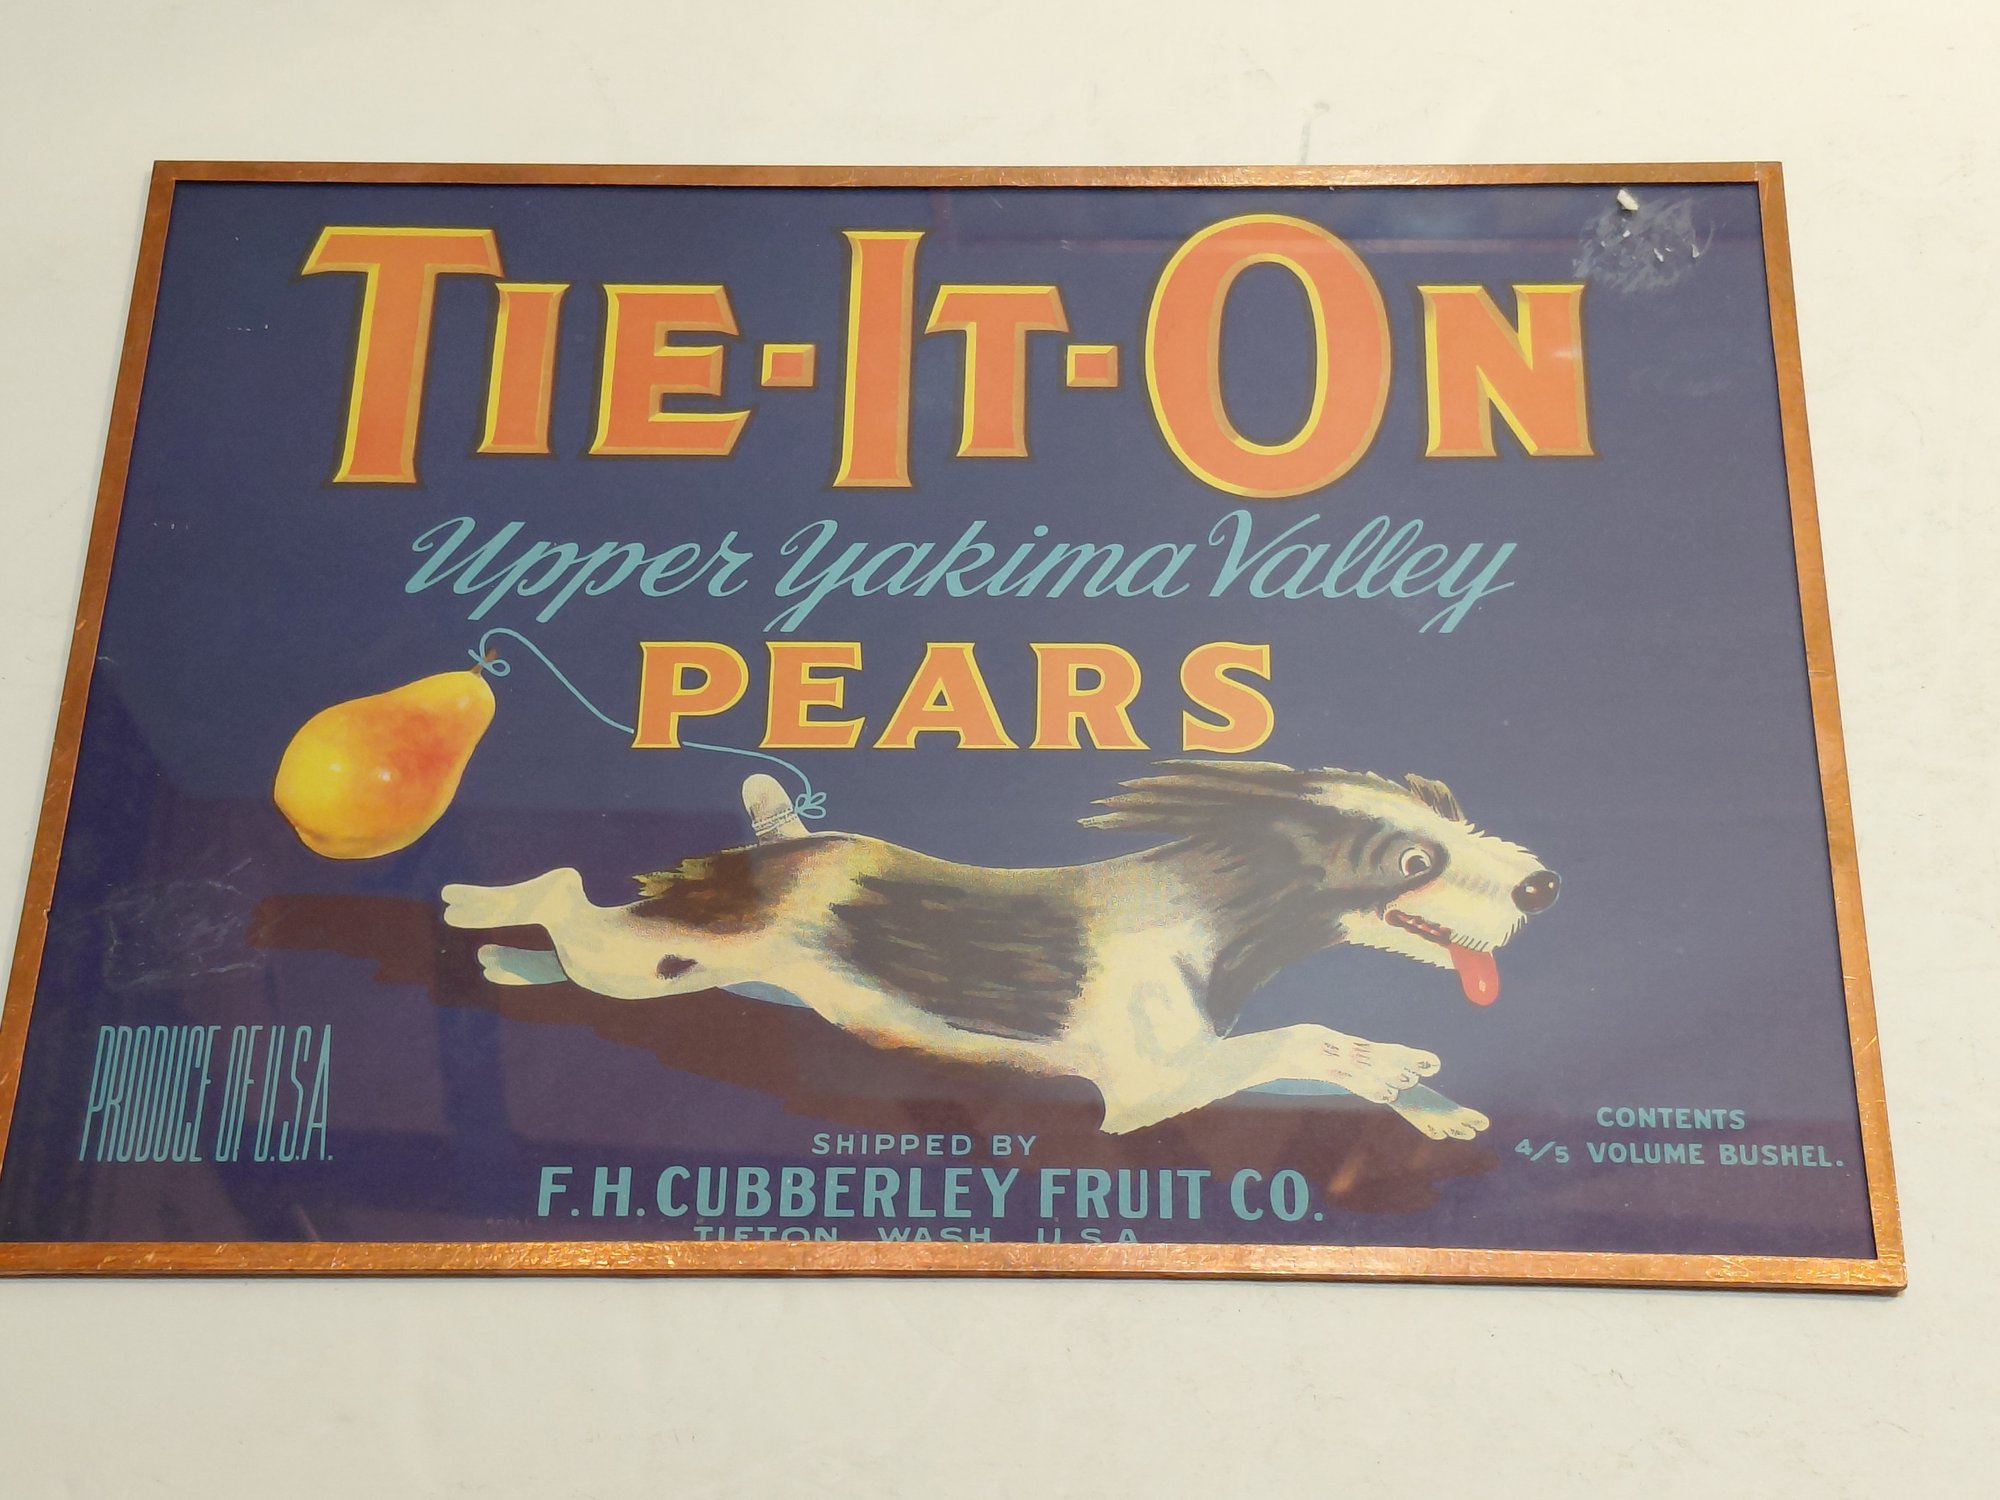 TIE-IT-ON
Upper Yakima Valley
PEARS
PRODUCE OF U.S.A.
SHIPPED BY
F.H. CUBBERLEY FRUIT CO.
WASH U S A
CONTENTS
4/5 VOLUME BUSHEL.